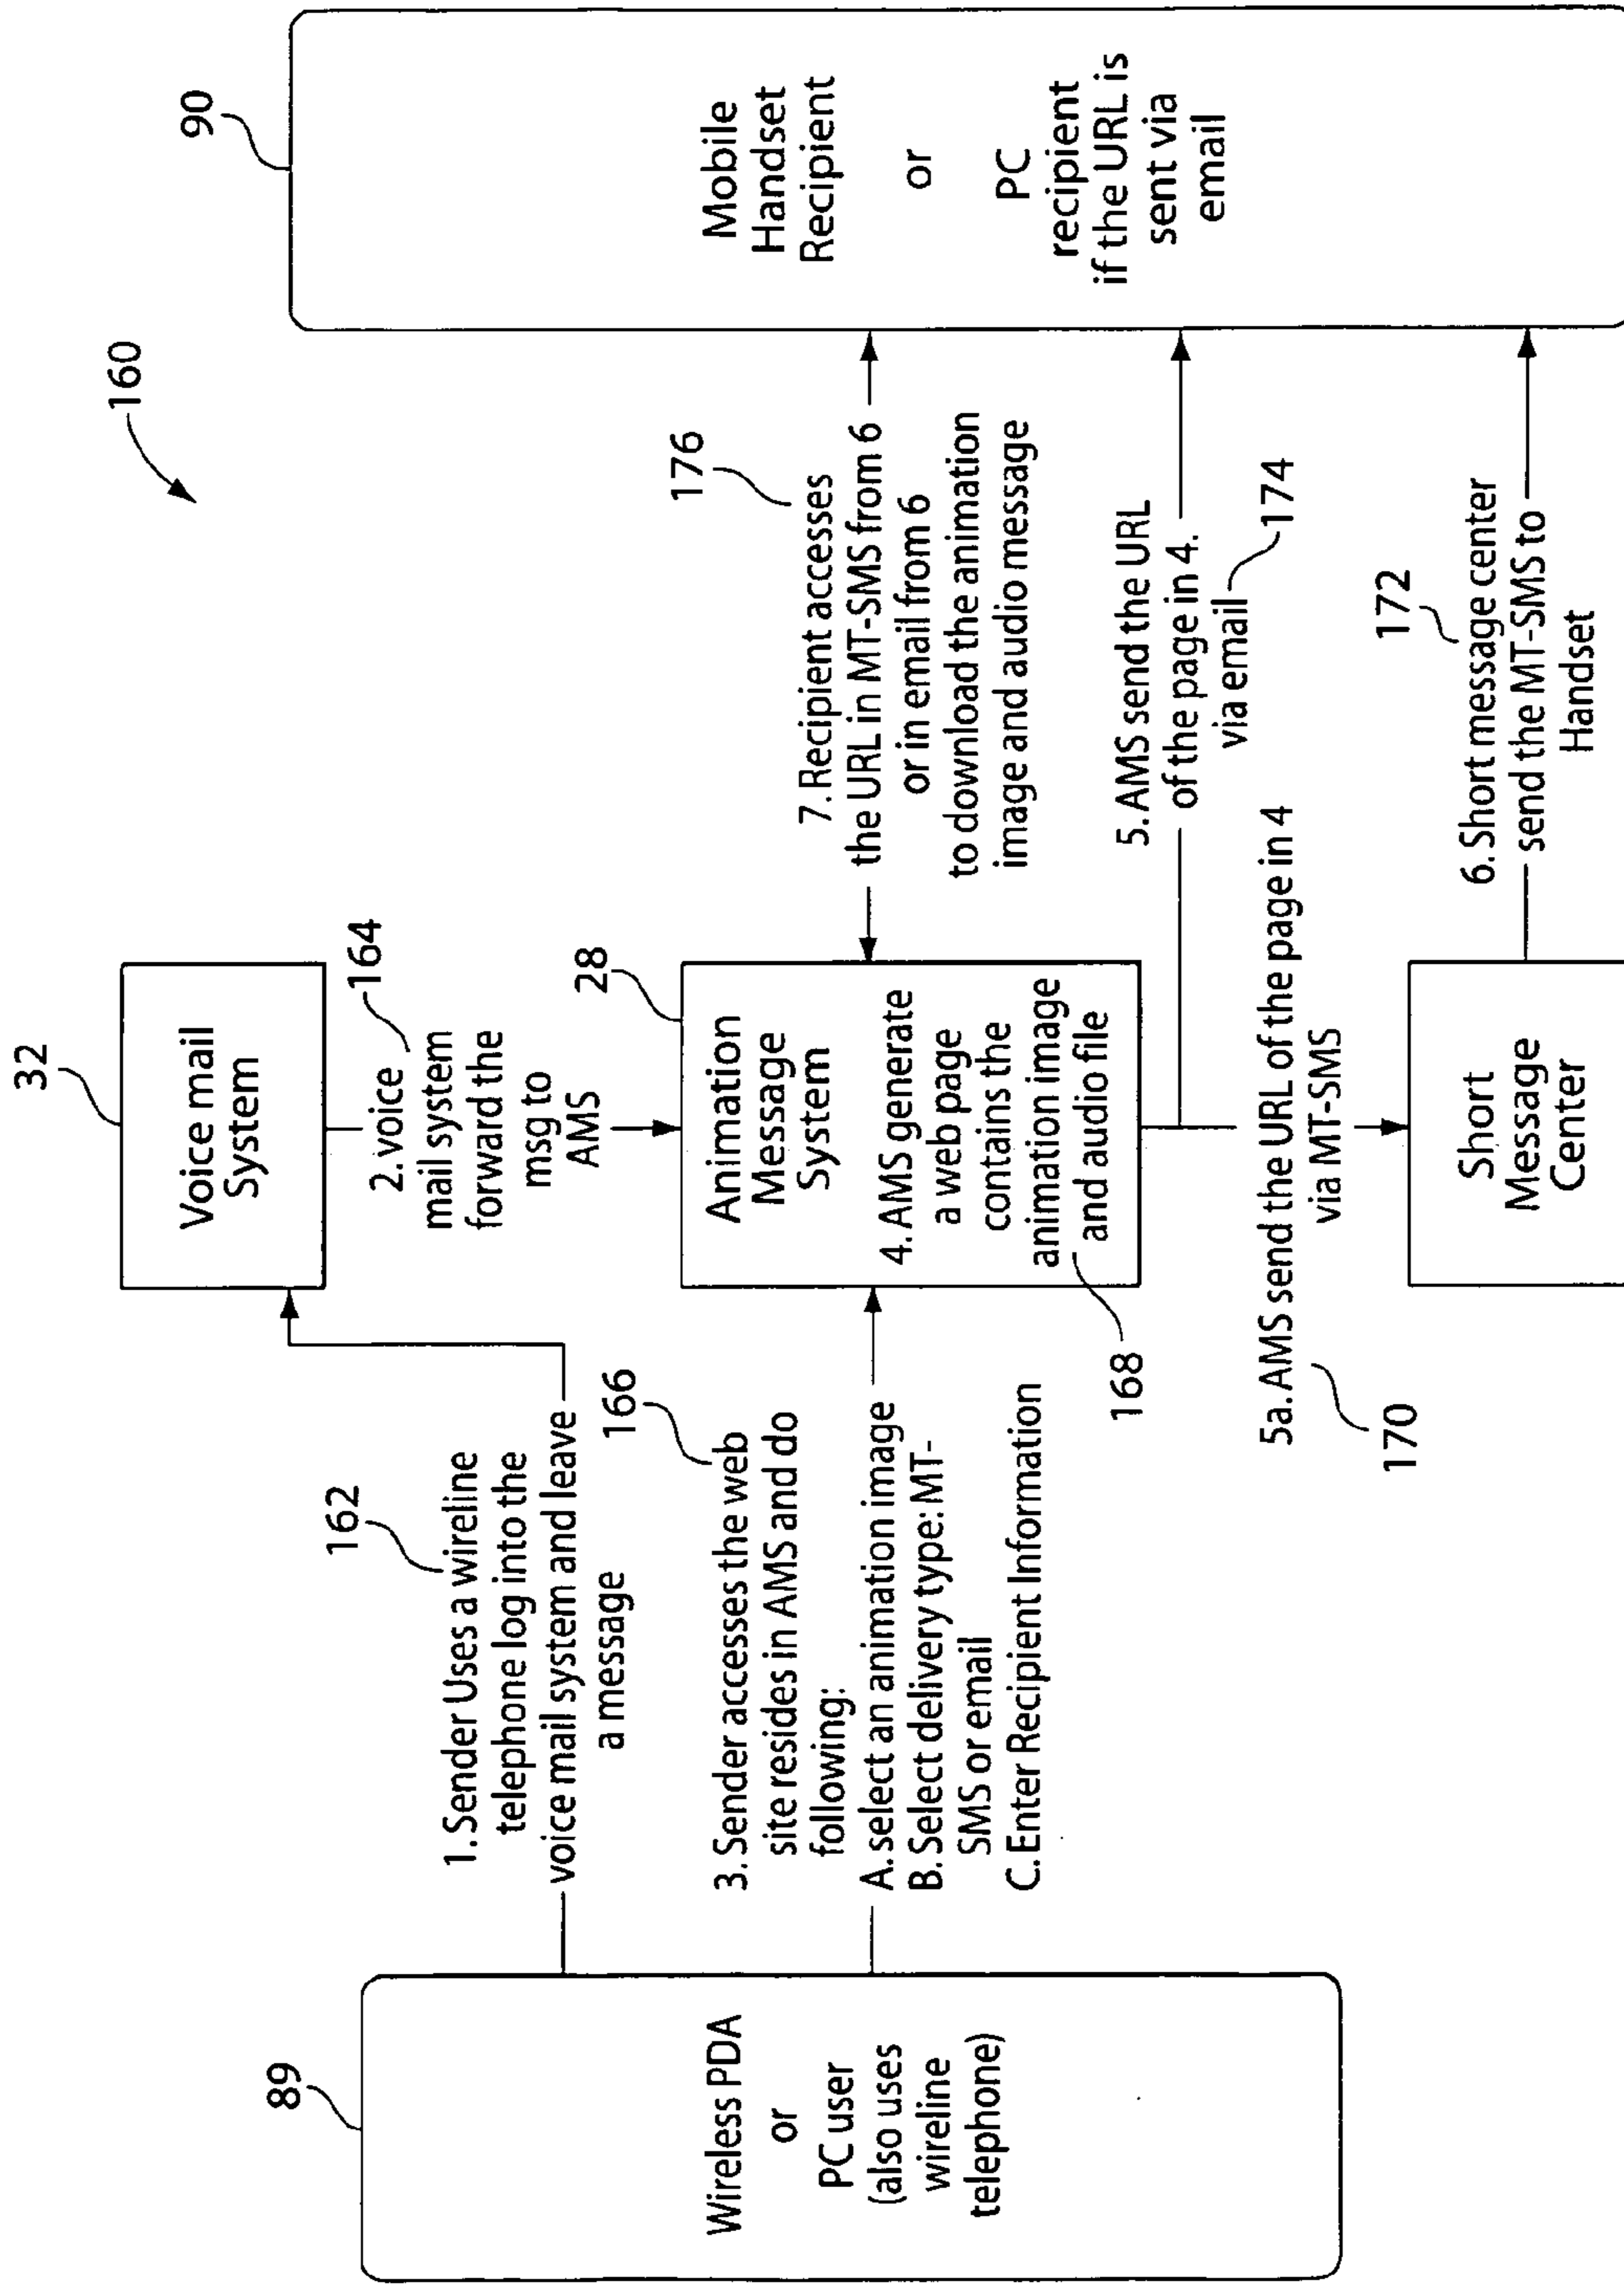 160
32
Voice mail
System
89
Wireless PDA
or
PC user
(also uses
wireline
telephone)
162
1. Sender Uses a wireline
telephone log into the
voice mail system and leave
a message
164
2. voice
mail system
forward the
msg to
AMS
166
3. Sender accesses the web
site resides in AMS and do
following:
A. select an animation image
B. Select delivery type: MT-
SMS or email
C. Enter Recipient Information
28
Animation
Message
System
4. AMS generate
a web page
contains the
animation image
and audio file
168
176
7. Recipient accesses
the URL in MT-SMS from 6
or in email from 6
to download the animation
image and audio message
90
Mobile
Handset
Recipient
or
PC
recipient
if the URL is
sent via
email
5. AMS send the URL
of the page in 4.
via email
174
5a. AMS send the URL of the page in 4
via MT-SMS
170
Short
Message
Center
172
6. Short message center
send the MT-SMS to
Handset